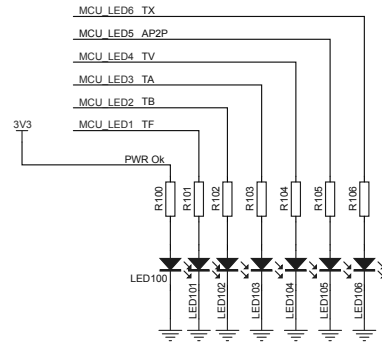 MCU_LED6 TX
MCU_LED5 AP2P
MCU_LED4 TV
MCU_LED3 TA
MCU_LED2 TB
3V3
MCU_LED1 TF
PWR Ok
R100
R101
R102
R103
R104
R105
R106
LED100
LED101
LED102
LED103
LED104
LED105
LED106